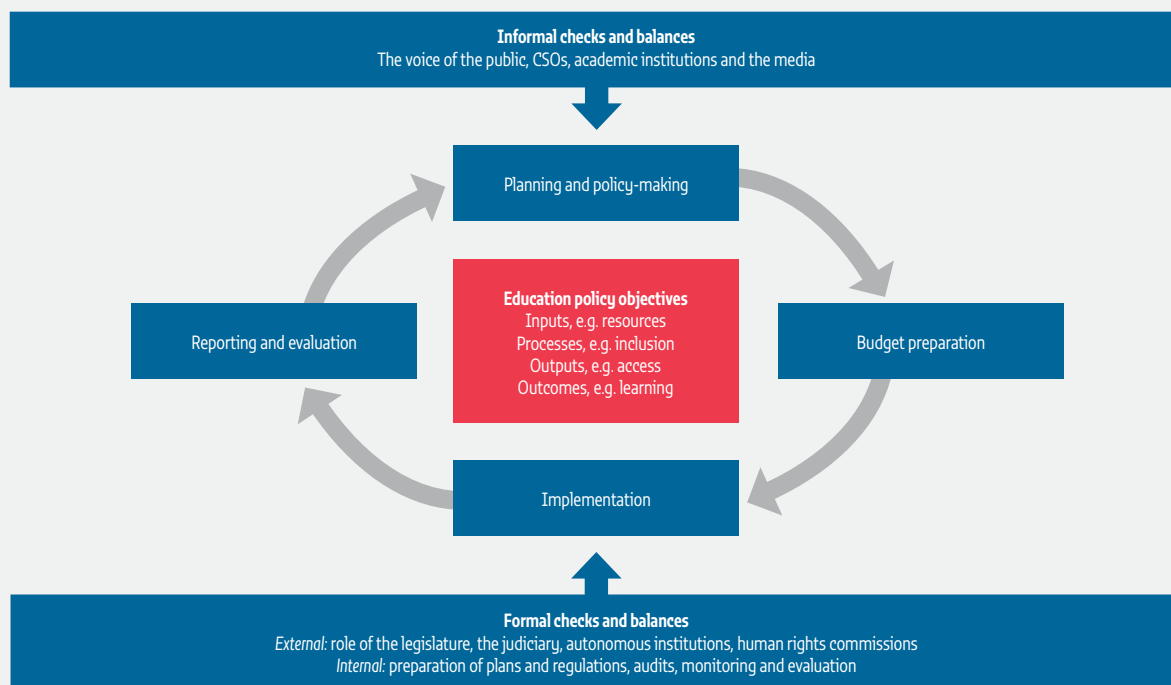 Informal checks and balances
The voice of the public, CSOs, academic institutions and the media
Planning and policy-making
Education policy objectives
Inputs, e.g. resources
Processes, e.g. inclusion
Outputs, e.g. access
Outcomes, e.g. learning
Reporting and evaluation
Budget preparation
Implementation
Formal checks and balances
External: role of the legislature, the judiciary, autonomous institutions, human rights commissions
Internal: preparation of plans and regulations, audits, monitoring and evaluation